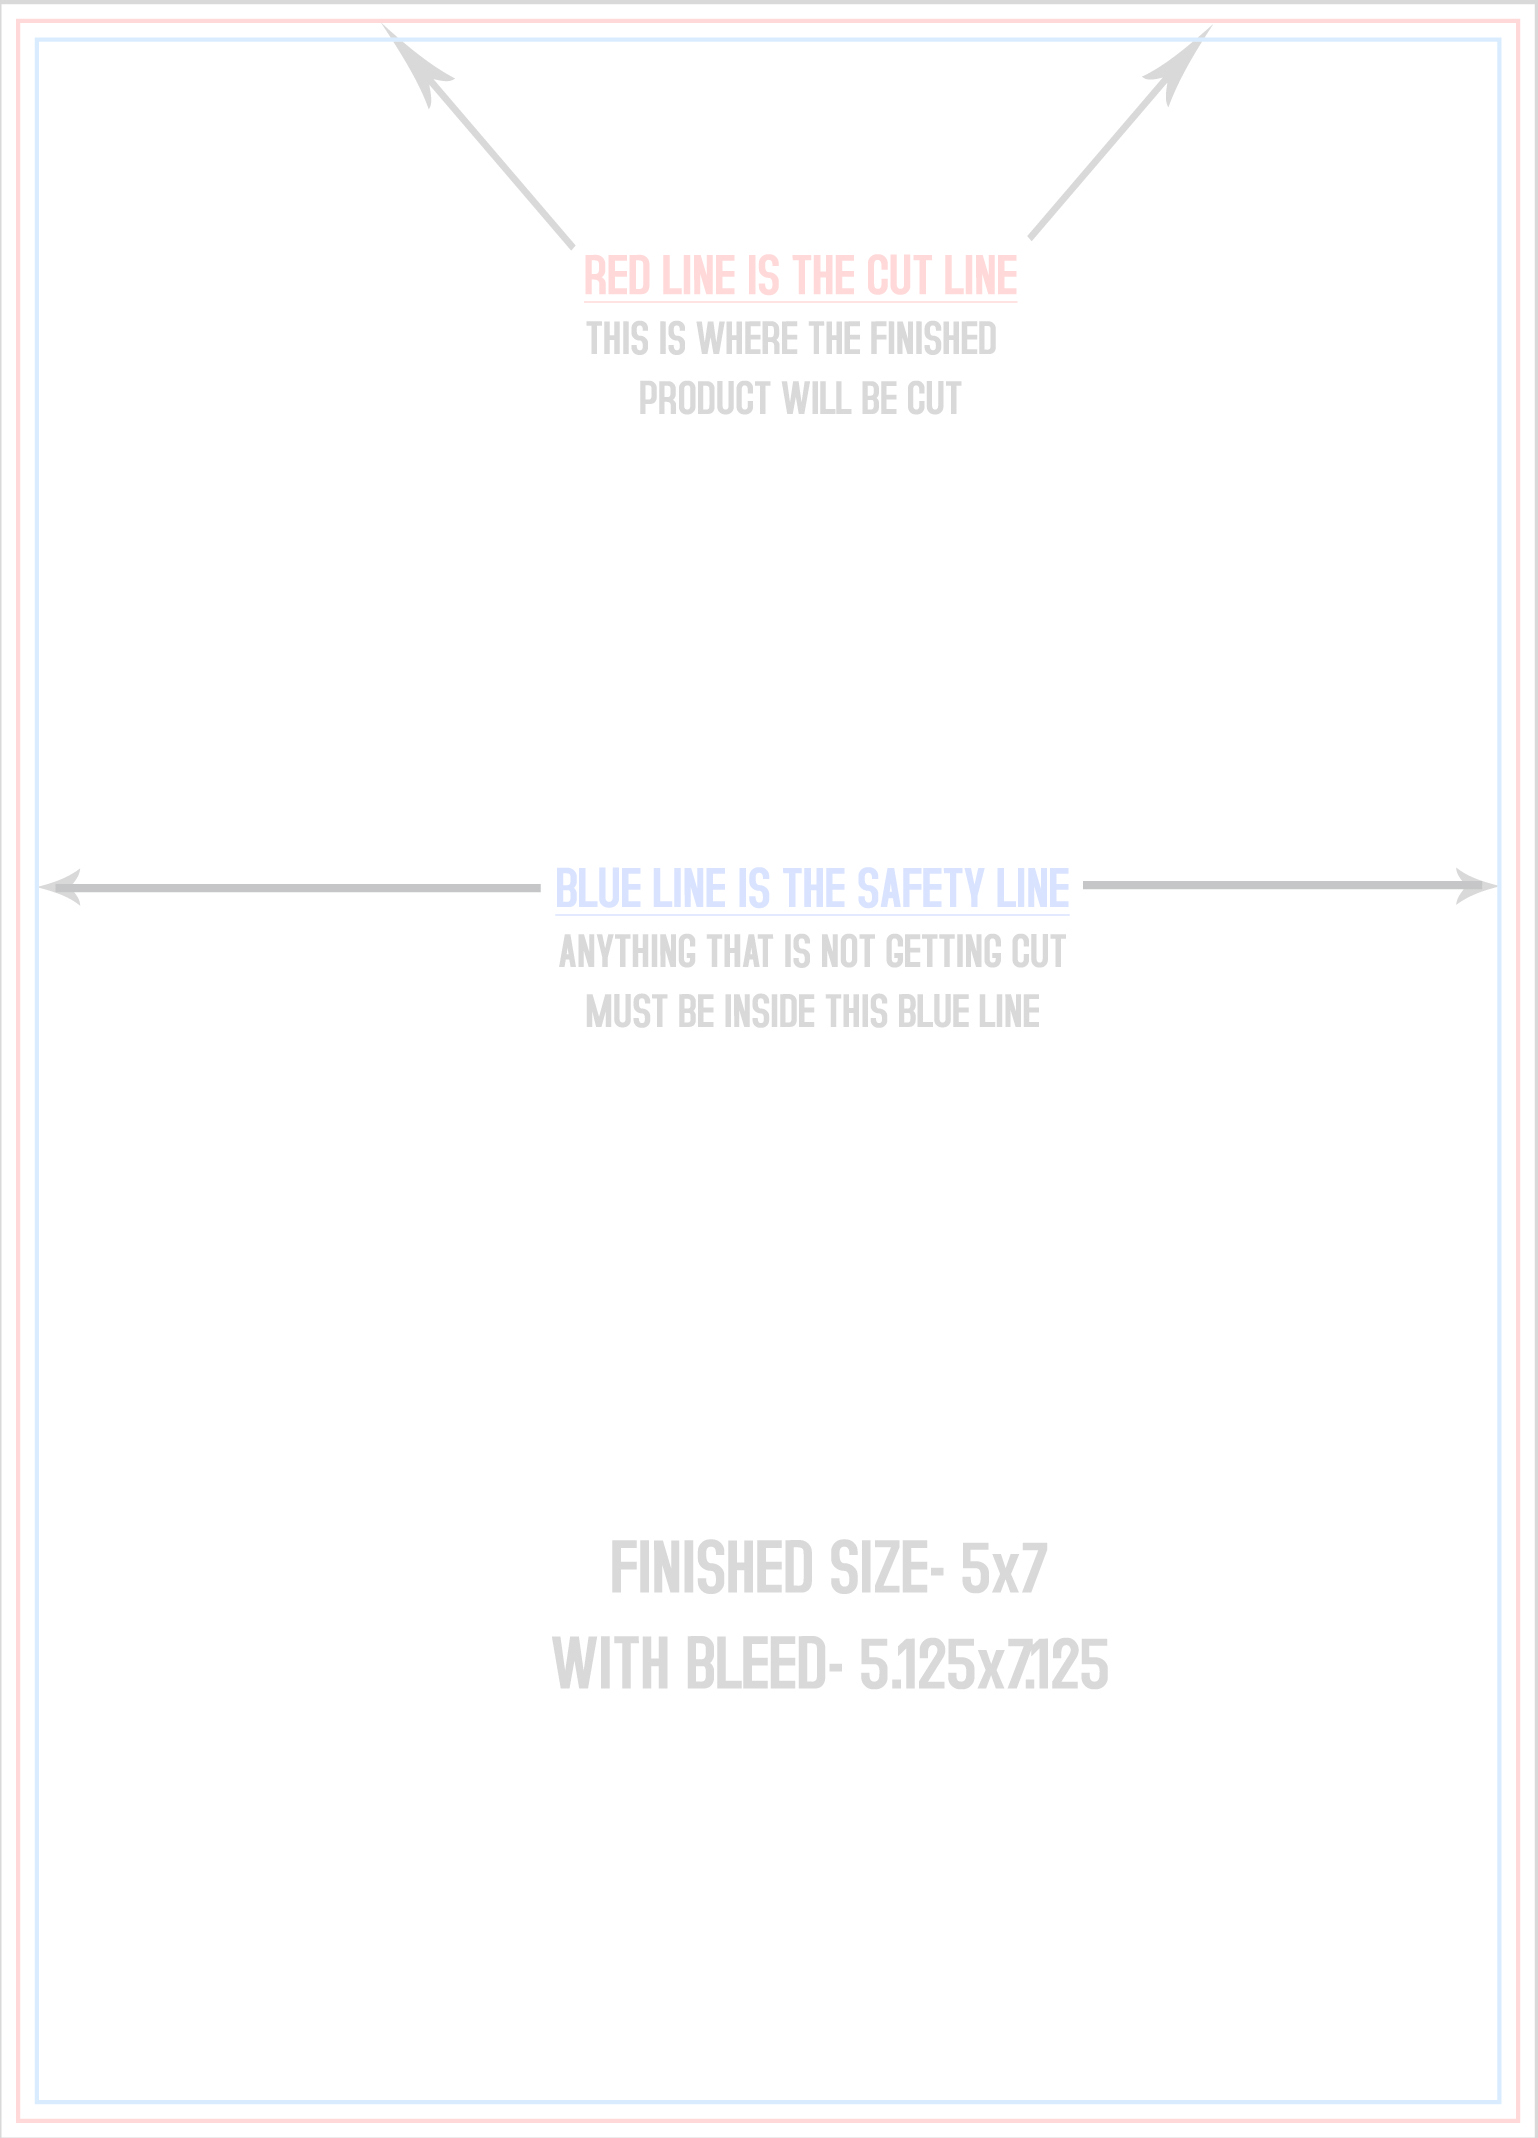 RED LINE IS THE CUT LINE
THIS IS WHERE THE FINISHED
PRODUCT WILL BE CUT
BLUE LINE IS THE SAFETY LINE
ANYTHING THAT IS NOT GETTING CUT
MUST BE INSIDE THIS BLUE LINE
FINISHED SIZE- 5x7
WITH BLEED- 5.125x7.125